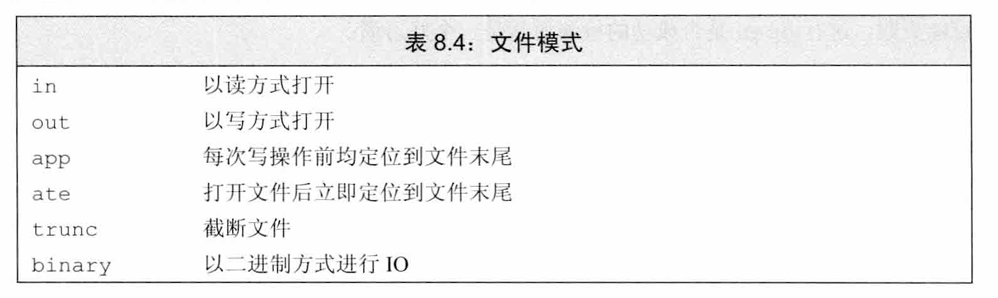 表 8.4：文件模式
in 以读方式打开
out 以写方式打开
app 每次写操作前均定位到文件末尾
ate 打开文件后立即定位到文件末尾
trunc 截断文件
binary 以二进制方式进行 IO